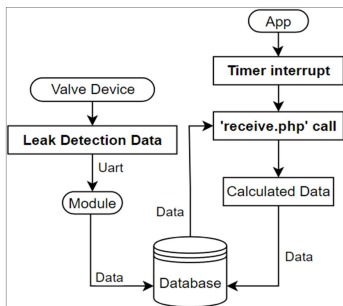 App
Timer interrupt
Valve Device
'receive.php' call
Leak Detection Data
Uart
Calculated Data
Module
Data
Data
Data
Database